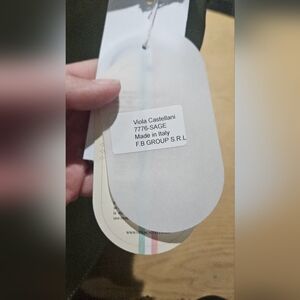 Viola Castellani
7776-SAGE
Made in Italy
F.B GROUP S.R.L